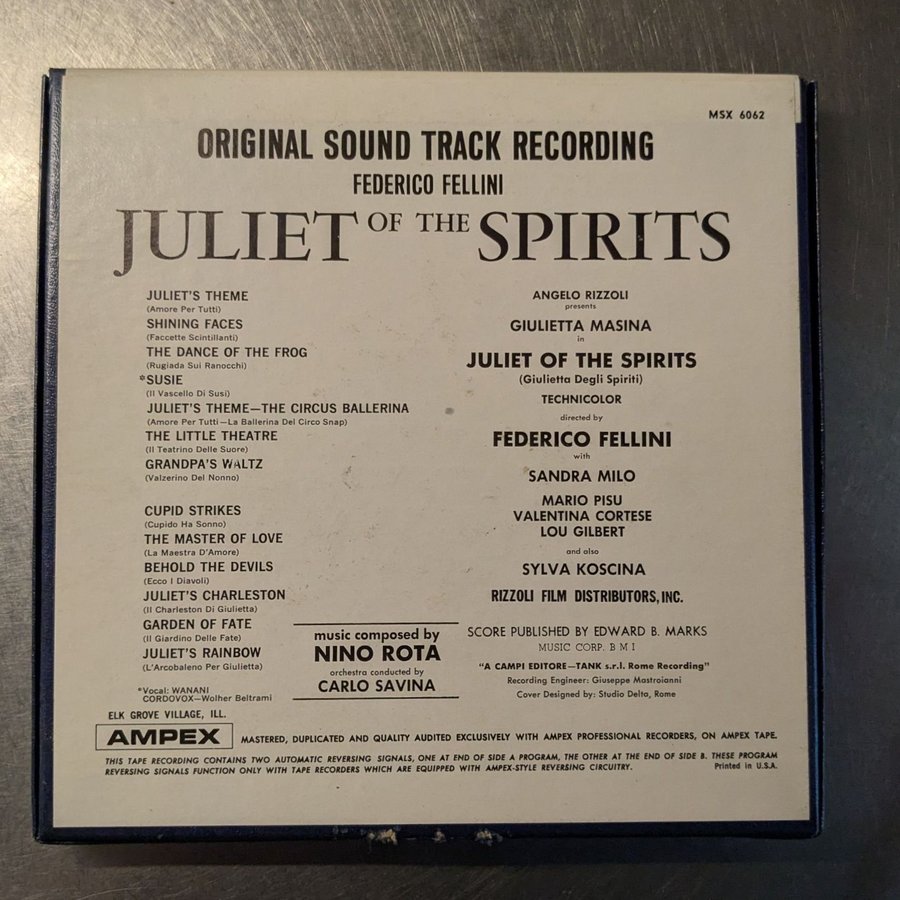 MSX 6062
ORIGINAL SOUND TRACK RECORDING
FEDERICO FELLINI
JULIET OF THE SPIRITS
JULIET'S THEME
(Amore Per Tutti)
SHINING FACES
(Faccette Scintillanti)
THE DANCE OF THE FROG
(Rugiada Sui Ranocchi)
*SUSIE
(Il Vascello Di Susi)
JULIET'S THEME—THE CIRCUS BALLERINA
(Amore Per Tutti—La Ballerina Del Circo Snap)
THE LITTLE THEATRE
(Il Teatrino Delle Suore)
GRANDPA'S WALTZ
(Valzerino Del Nonno)
CUPID STRIKES
(Cupido Ha Sonno)
THE MASTER OF LOVE
(La Maestra D'Amore)
BEHOLD THE DEVILS
(Ecco I Diavoli)
JULIET'S CHARLESTON
(Il Charleston Di Giulietta)
GARDEN OF FATE
(Il Giardino Delle Fate)
JULIET'S RAINBOW
(L'Arcobaleno Per Giulietta)
*Vocal: WANANI
CORDOVOX—Wolher Beltrami
music composed by
NINO ROTA
orchestra conducted by
CARLO SAVINA
ANGELO RIZZOLI
presents
GIULIETTA MASINA
in
JULIET OF THE SPIRITS
(Giulietta Degli Spiriti)
TECHNICOLOR
directed by
FEDERICO FELLINI
with
SANDRA MILO
MARIO PISU
VALENTINA CORTESE
LOU GILBERT
and also
SYLVA KOSCINA
RIZZOLI FILM DISTRIBUTORS, INC.
SCORE PUBLISHED BY EDWARD B. MARKS
MUSIC CORP. B M I
"A CAMPI EDITORE—TANK s.r.l. Rome Recording"
Recording Engineer: Giuseppe Mastroianni
Cover Designed by: Studio Delta, Rome
ELK GROVE VILLAGE, ILL.
AMPEX MASTERED, DUPLICATED AND QUALITY AUDITED EXCLUSIVELY WITH AMPEX PROFESSIONAL RECORDERS, ON AMPEX TAPE.
THIS TAPE RECORDING CONTAINS TWO AUTOMATIC REVERSING SIGNALS, ONE AT END OF SIDE A PROGRAM, THE OTHER AT THE END OF SIDE B. THESE PROGRAM
REVERSING SIGNALS FUNCTION ONLY WITH TAPE RECORDERS WHICH ARE EQUIPPED WITH AMPEX-STYLE REVERSING CIRCUITRY. Printed in U.S.A.